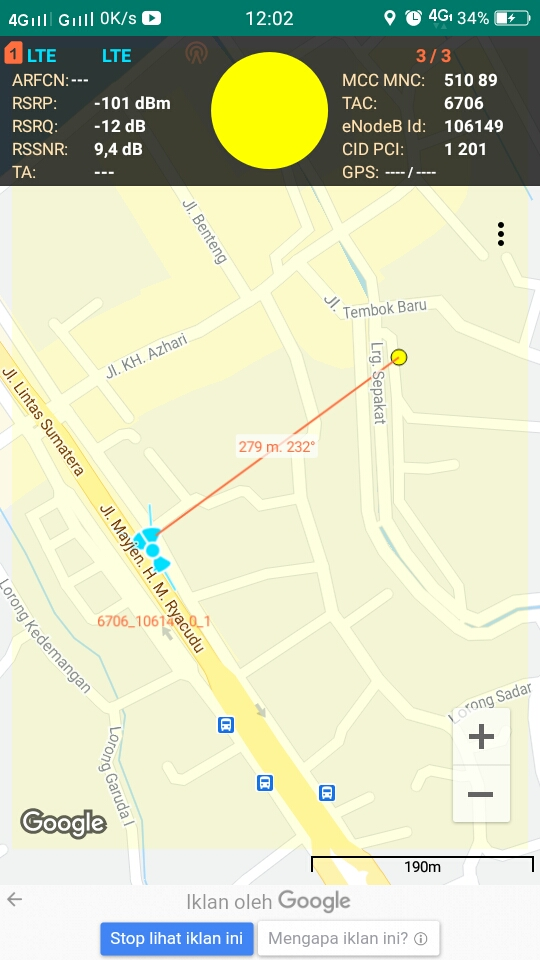 4G 4G 0K/s 12:02 4G1 34%
1 LTE LTE 3 / 3
ARFCN: --- MCC MNC: 510 89
RSRP: -101 dBm TAC: 6706
RSRQ: -12 dB eNodeB Id: 106149
RSSNR: 9,4 dB CID PCI: 1 201
TA: --- GPS: ---- / ----
Jl. Benteng
Jl. Tembok Baru
Jl. KH. Azhari
Lrg. Sepakat
Jl. Lintas Sumatera
279 m. 232°
Jl. Mayjen. H. M. Ryacudu
Lorong Kedemangan
Lorong Sadar
Lorong Garuda I
+
−
Google
190m
Iklan oleh Google
Stop lihat iklan ini Mengapa iklan ini?